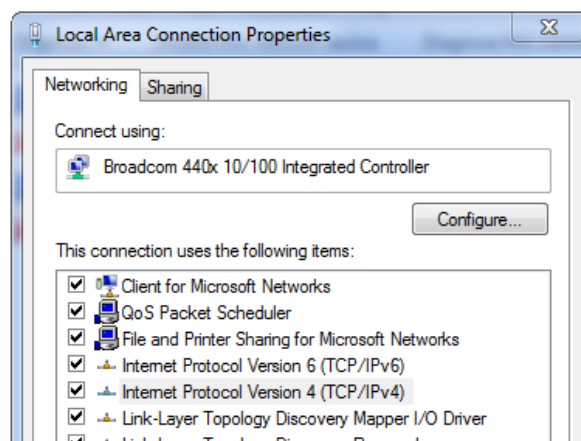 Local Area Connection Properties
Networking
Sharing
Connect using:
Broadcom 440x 10/100 Integrated Controller
Configure...
This connection uses the following items:
Client for Microsoft Networks
QoS Packet Scheduler
File and Printer Sharing for Microsoft Networks
Internet Protocol Version 6 (TCP/IPv6)
Internet Protocol Version 4 (TCP/IPv4)
Link-Layer Topology Discovery Mapper I/O Driver